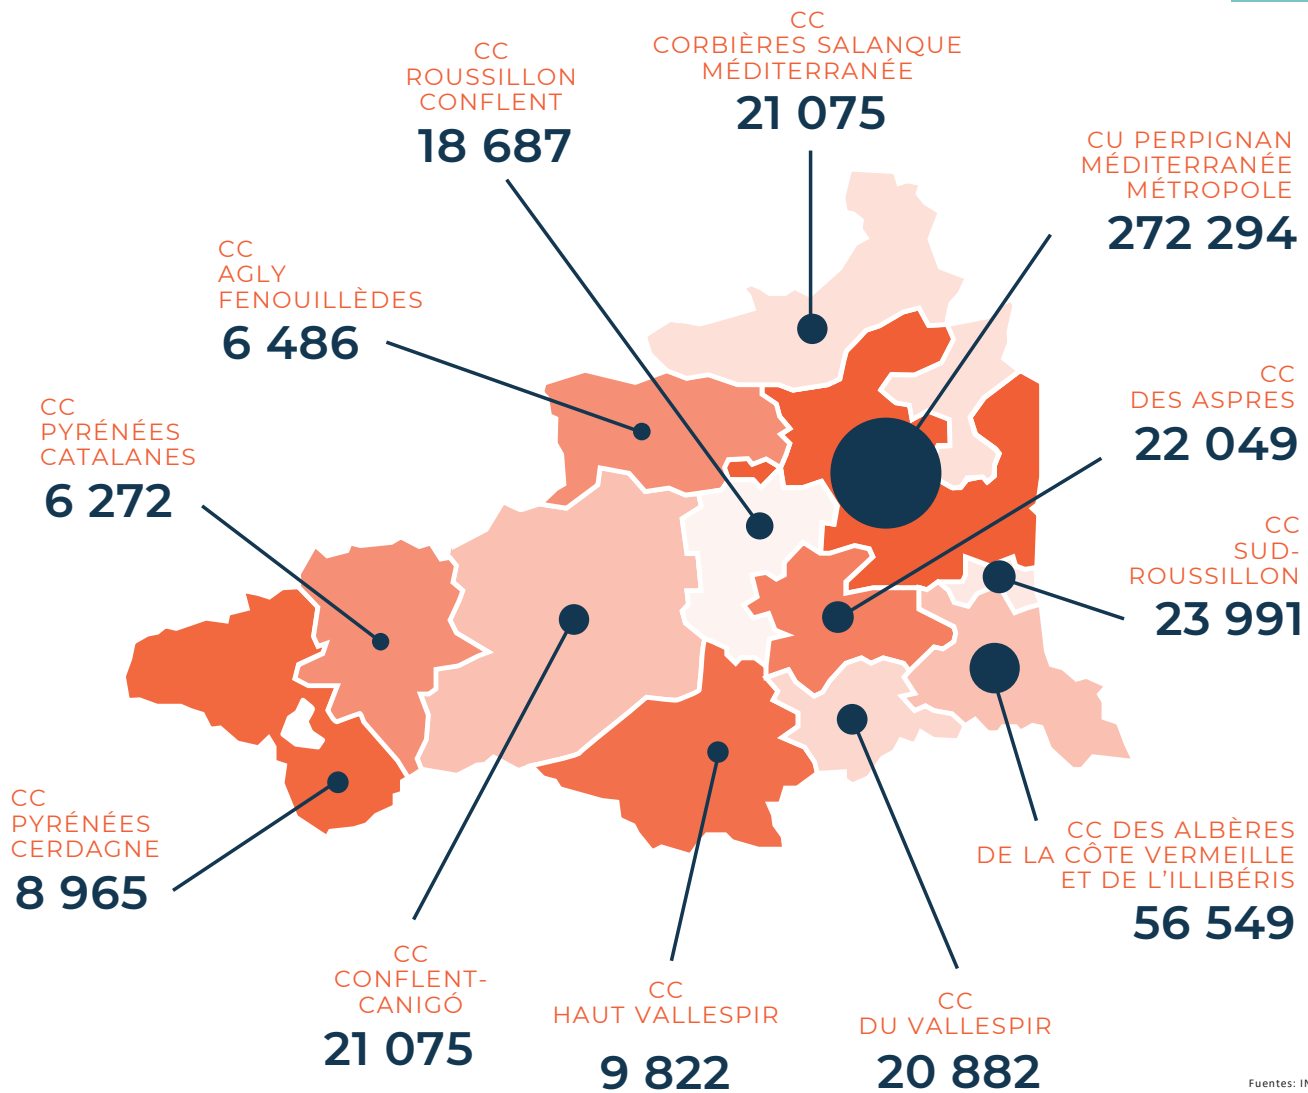 CC
CORBIÈRES SALANQUE
MÉDITERRANÉE
21 075
CC
ROUSSILLON
CONFLENT
18 687
CU PERPIGNAN
MÉDITERRANÉE
MÉTROPOLE
272 294
CC
AGLY
FENOUILLÈDES
6 486
CC
DES ASPRES
22 049
CC
PYRÉNÉES
CATALANES
6 272
CC
SUD-
ROUSSILLON
23 991
CC
PYRÉNÉES
CERDAGNE
8 965
CC DES ALBÈRES
DE LA CÔTE VERMEILLE
ET DE L'ILLIBÉRIS
56 549
CC
CONFLENT-
CANIGÓ
21 075
CC
HAUT VALLESPIR
9 822
CC
DU VALLESPIR
20 882
Fuentes: